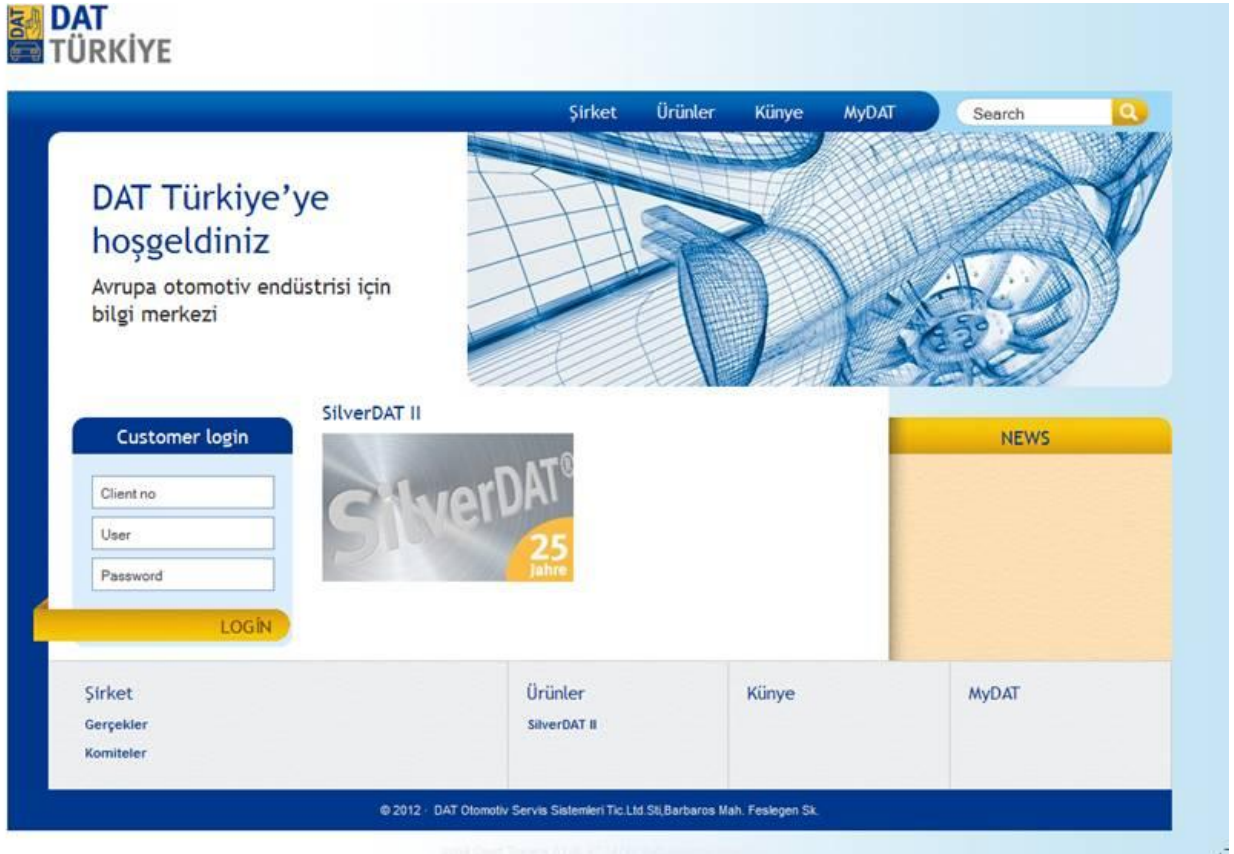 DAT
DAT
TÜRKİYE
Şirket Ürünler Künye MyDAT Search
DAT Türkiye'ye
hoşgeldiniz
Avrupa otomotiv endüstrisi için
bilgi merkezi
SilverDAT II
Customer login
NEWS
Client no
User
Password
LOGİN
SilverDAT®
25
Jahre
Şirket Ürünler Künye MyDAT
Gerçekler SilverDAT II
Komiteler
© 2012 · DAT Otomotiv Servis Sistemleri Tic.Ltd.Sti,Barbaros Mah. Feslegen Sk.